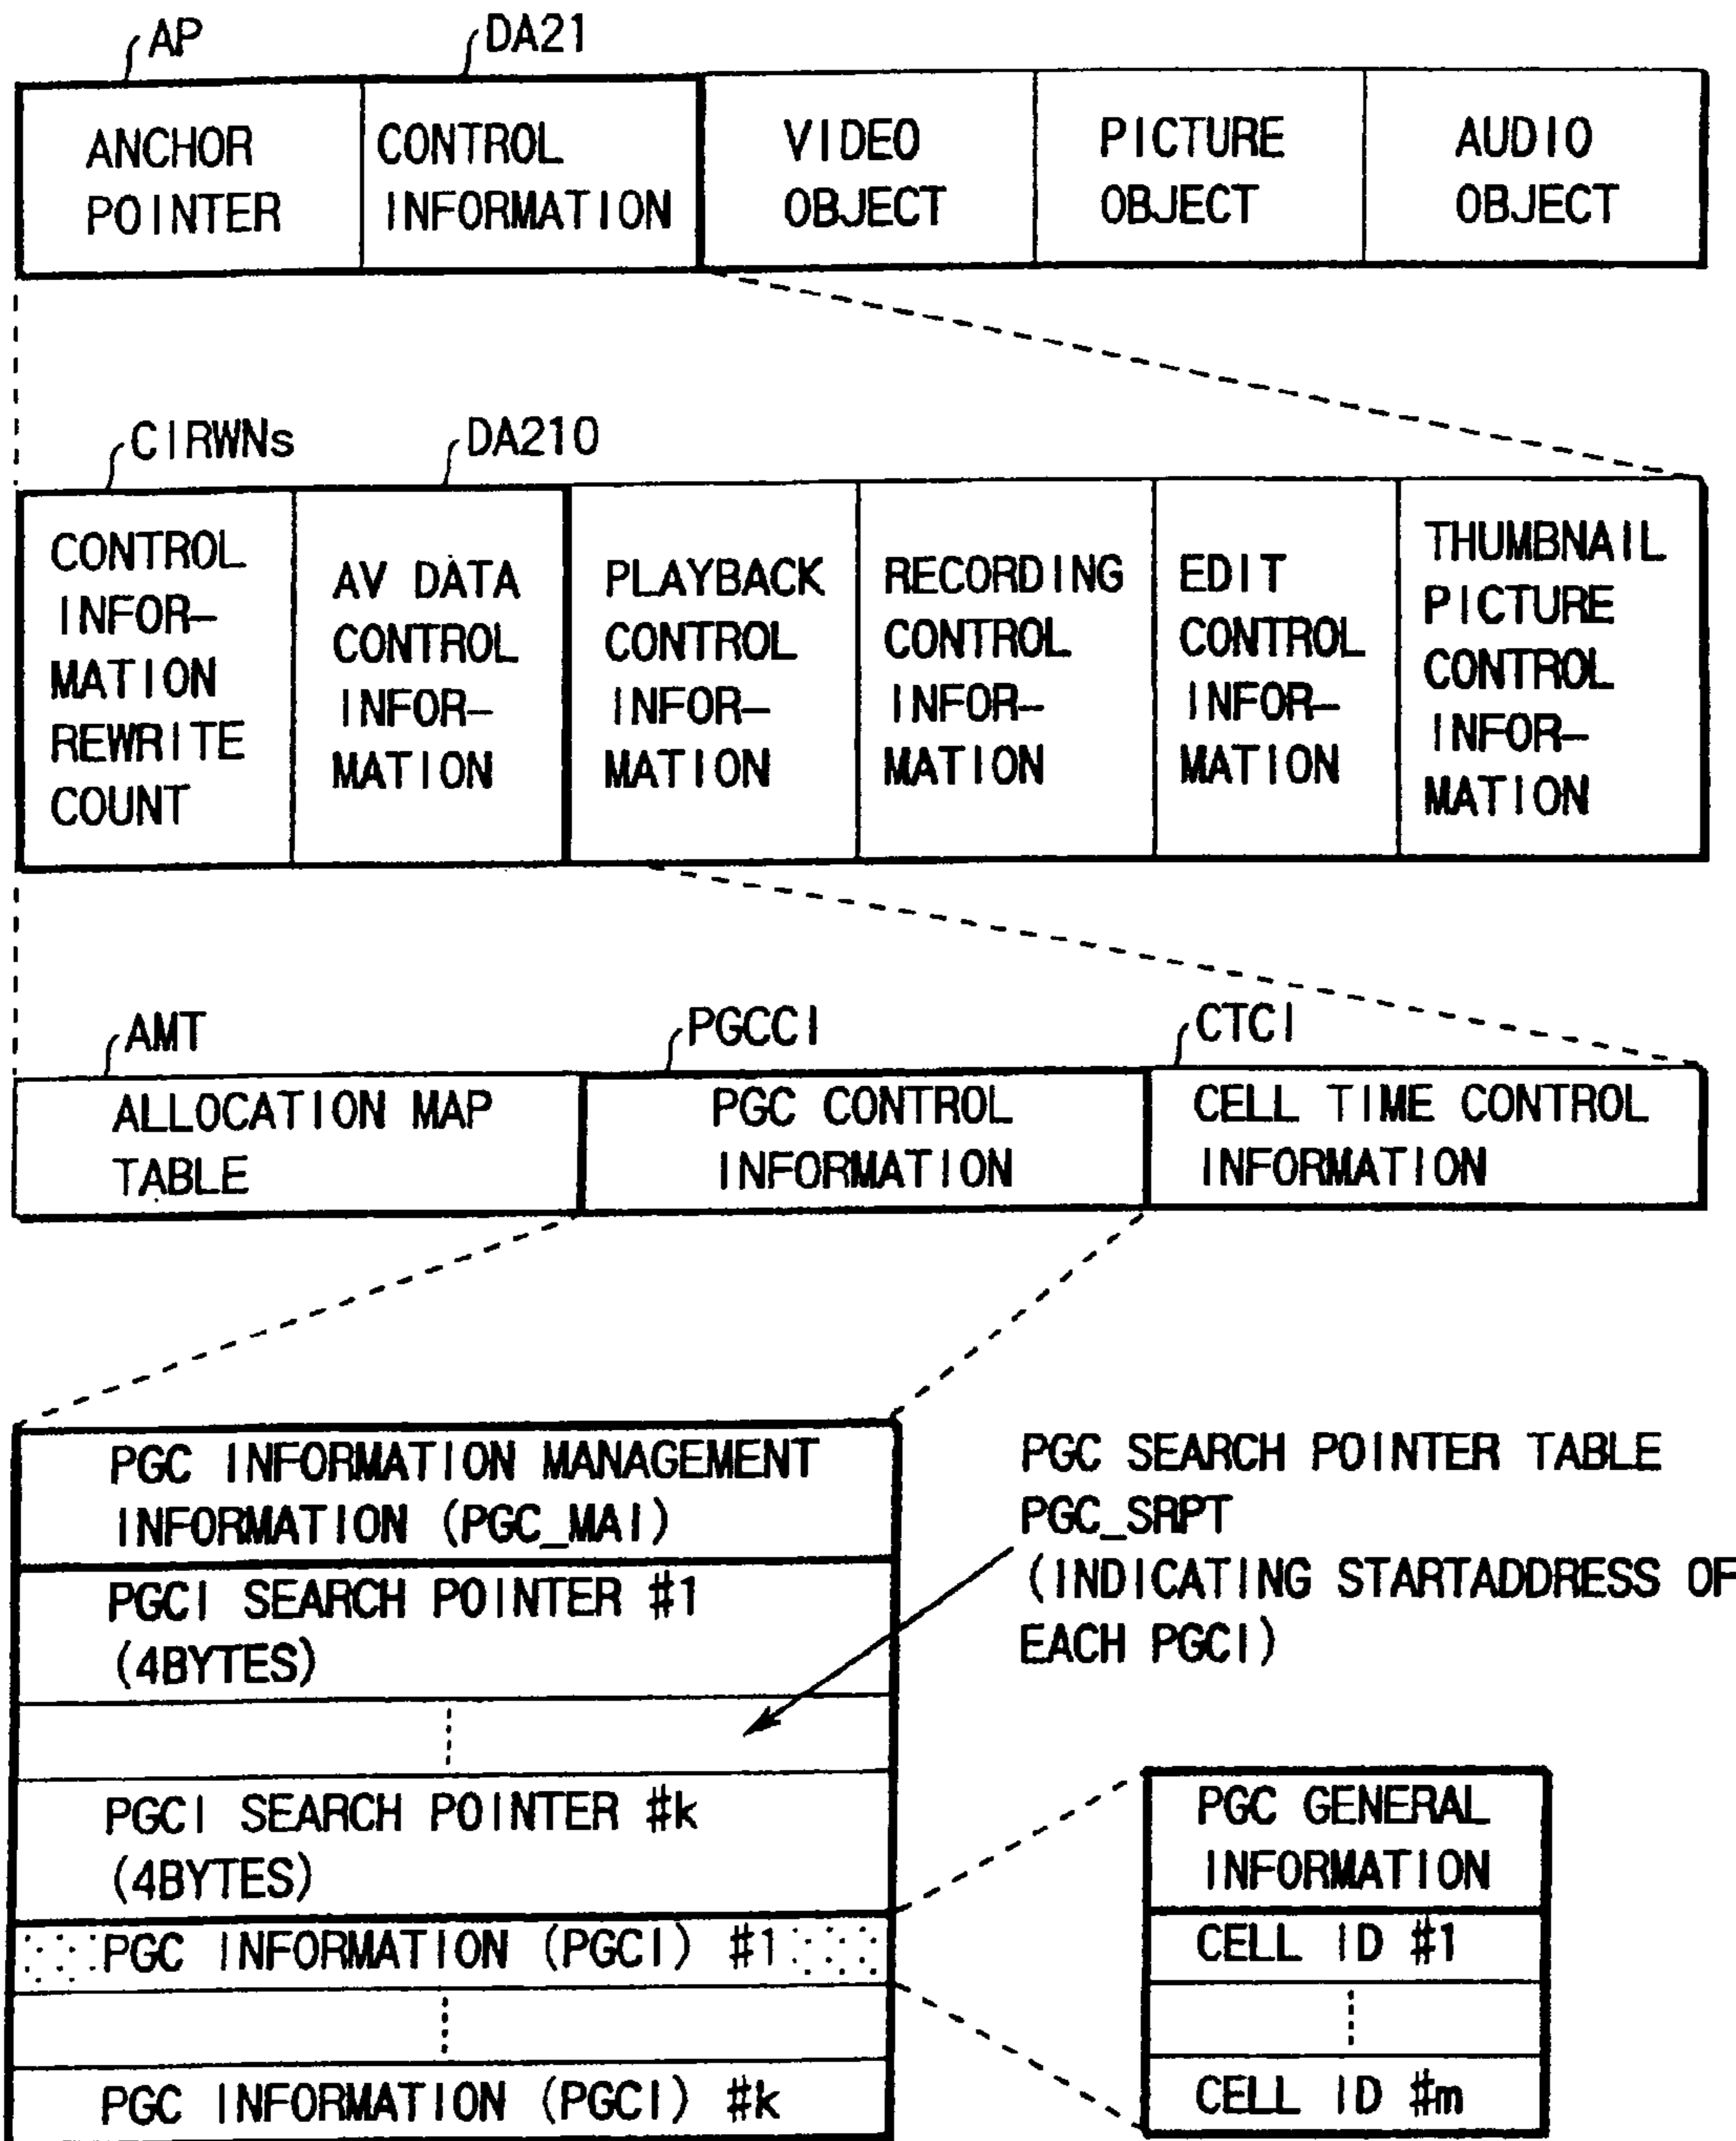 AP
DA21
ANCHOR
POINTER
CONTROL
INFORMATION
VIDEO
OBJECT
PICTURE
OBJECT
AUDIO
OBJECT
CIRWNs
DA210
CONTROL
INFOR-
MATION
REWRITE
COUNT
AV DATA
CONTROL
INFOR-
MATION
PLAYBACK
CONTROL
INFOR-
MATION
RECORDING
CONTROL
INFOR-
MATION
EDIT
CONTROL
INFOR-
MATION
THUMBNAIL
PICTURE
CONTROL
INFOR-
MATION
AMT
PGCCI
CTCI
ALLOCATION MAP
TABLE
PGC CONTROL
INFORMATION
CELL TIME CONTROL
INFORMATION
PGC INFORMATION MANAGEMENT
INFORMATION (PGC_MAI)
PGCI SEARCH POINTER #1
(4BYTES)
PGCI SEARCH POINTER #k
(4BYTES)
PGC INFORMATION (PGCI) #1
PGC INFORMATION (PGCI) #k
PGC SEARCH POINTER TABLE
PGC_SRPT
(INDICATING STARTADDRESS OF
EACH PGCI)
PGC GENERAL
INFORMATION
CELL ID #1
CELL ID #m